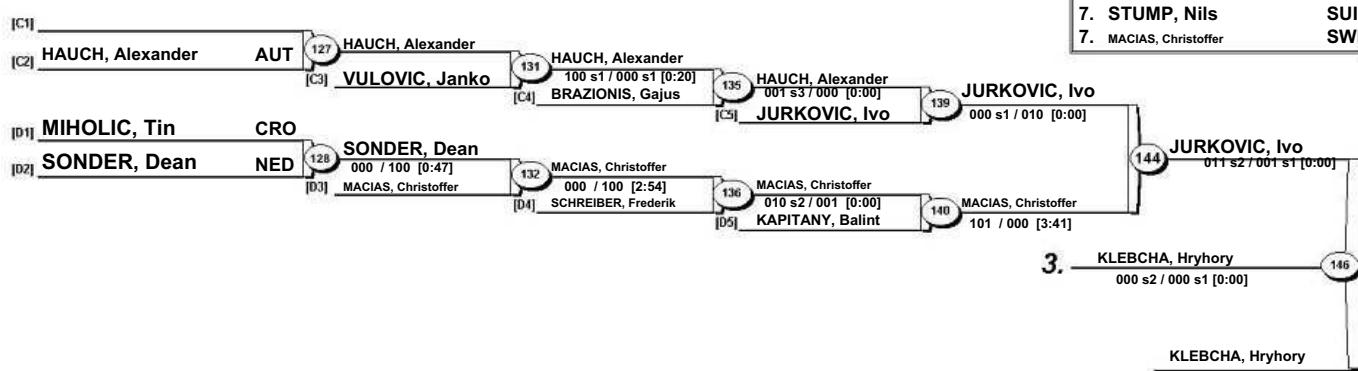 7. STUMP, Nils SUI
7. MACIAS, Christoffer SW
[C1]
[C2] HAUCH, Alexander AUT
127
HAUCH, Alexander
[C3] VULOVIC, Janko
131
HAUCH, Alexander
100 s1 / 000 s1 [0:20]
[C4] BRAZIONIS, Gajus
135
HAUCH, Alexander
001 s3 / 000 [0:00]
[C5] JURKOVIC, Ivo
139
JURKOVIC, Ivo
000 s1 / 010 [0:00]
[D1] MIHOLIC, Tin CRO
[D2] SONDER, Dean NED
128
SONDER, Dean
000 / 100 [0:47]
[D3] MACIAS, Christoffer
132
MACIAS, Christoffer
000 / 100 [2:54]
[D4] SCHREIBER, Frederik
136
MACIAS, Christoffer
010 s2 / 001 [0:00]
[D5] KAPITANY, Balint
140
MACIAS, Christoffer
101 / 000 [3:41]
144
JURKOVIC, Ivo
011 s2 / 001 s1 [0:00]
3. KLEBCHA, Hryhory
000 s2 / 000 s1 [0:00]
146
KLEBCHA, Hryhory